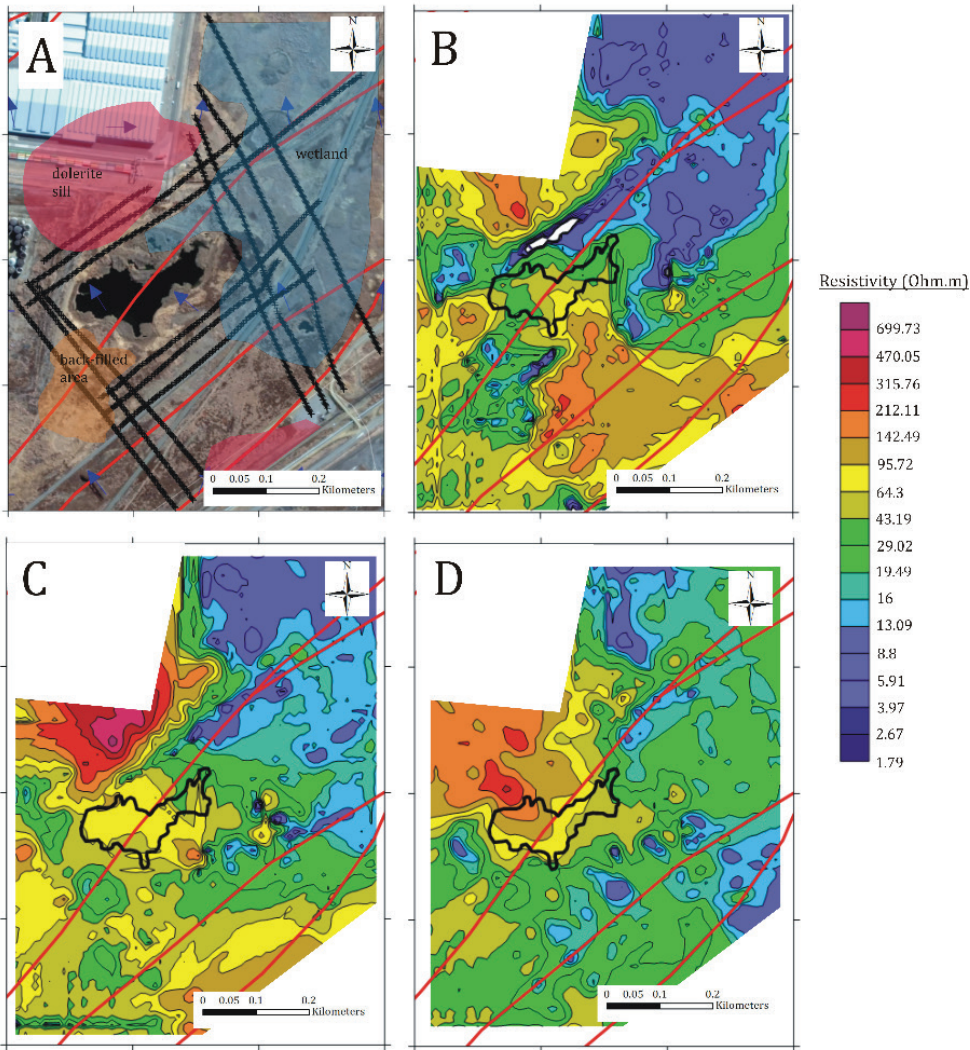 A
N
dolerite
sill
wetland
back-filled
area
0 0.05 0.1 0.2
Kilometers
B
N
0 0.05 0.1 0.2
Kilometers
Resistivity (Ohm.m)
699.73
470.05
315.76
212.11
142.49
95.72
64.3
43.19
29.02
19.49
16
13.09
8.8
5.91
3.97
2.67
1.79
C
N
0 0.05 0.1 0.2
Kilometers
D
N
0 0.05 0.1 0.2
Kilometers